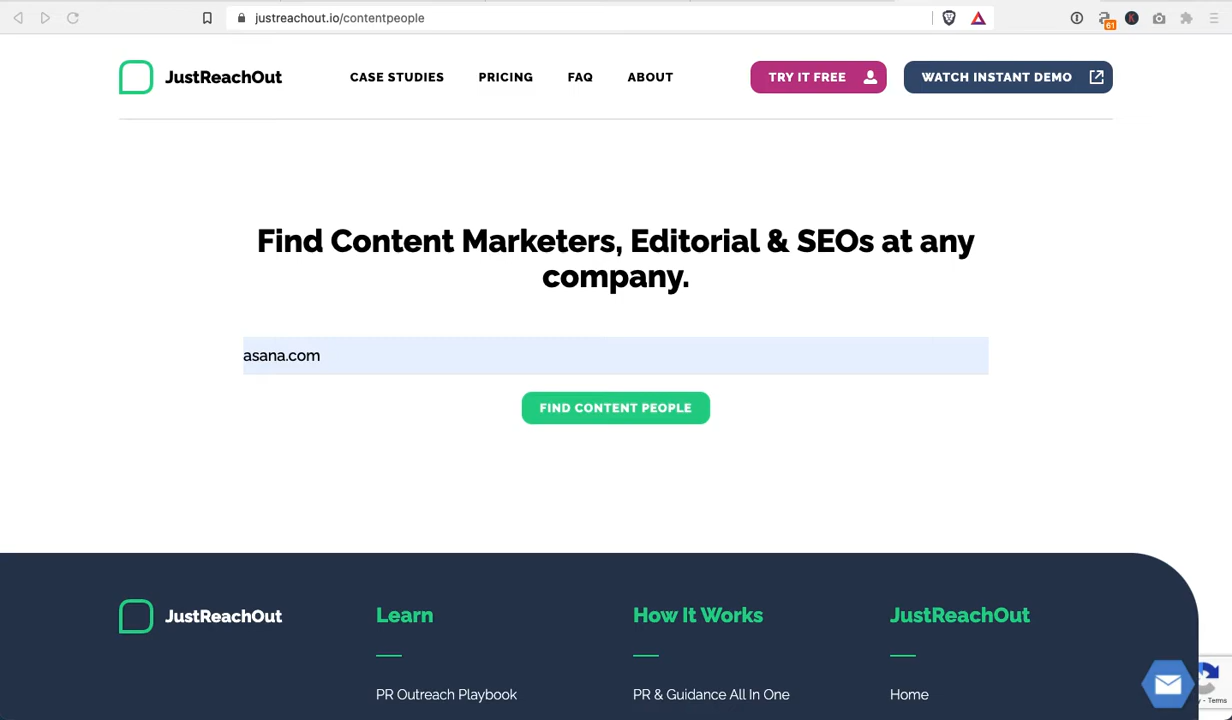 justreachout.io/contentpeople
61
K
JustReachOut
CASE STUDIES
PRICING
FAQ
ABOUT
TRY IT FREE
WATCH INSTANT DEMO
Find Content Marketers, Editorial & SEOs at any
company.
asana.com
FIND CONTENT PEOPLE
JustReachOut
Learn
How It Works
JustReachOut
PR Outreach Playbook
PR & Guidance All In One
Home
- Terms